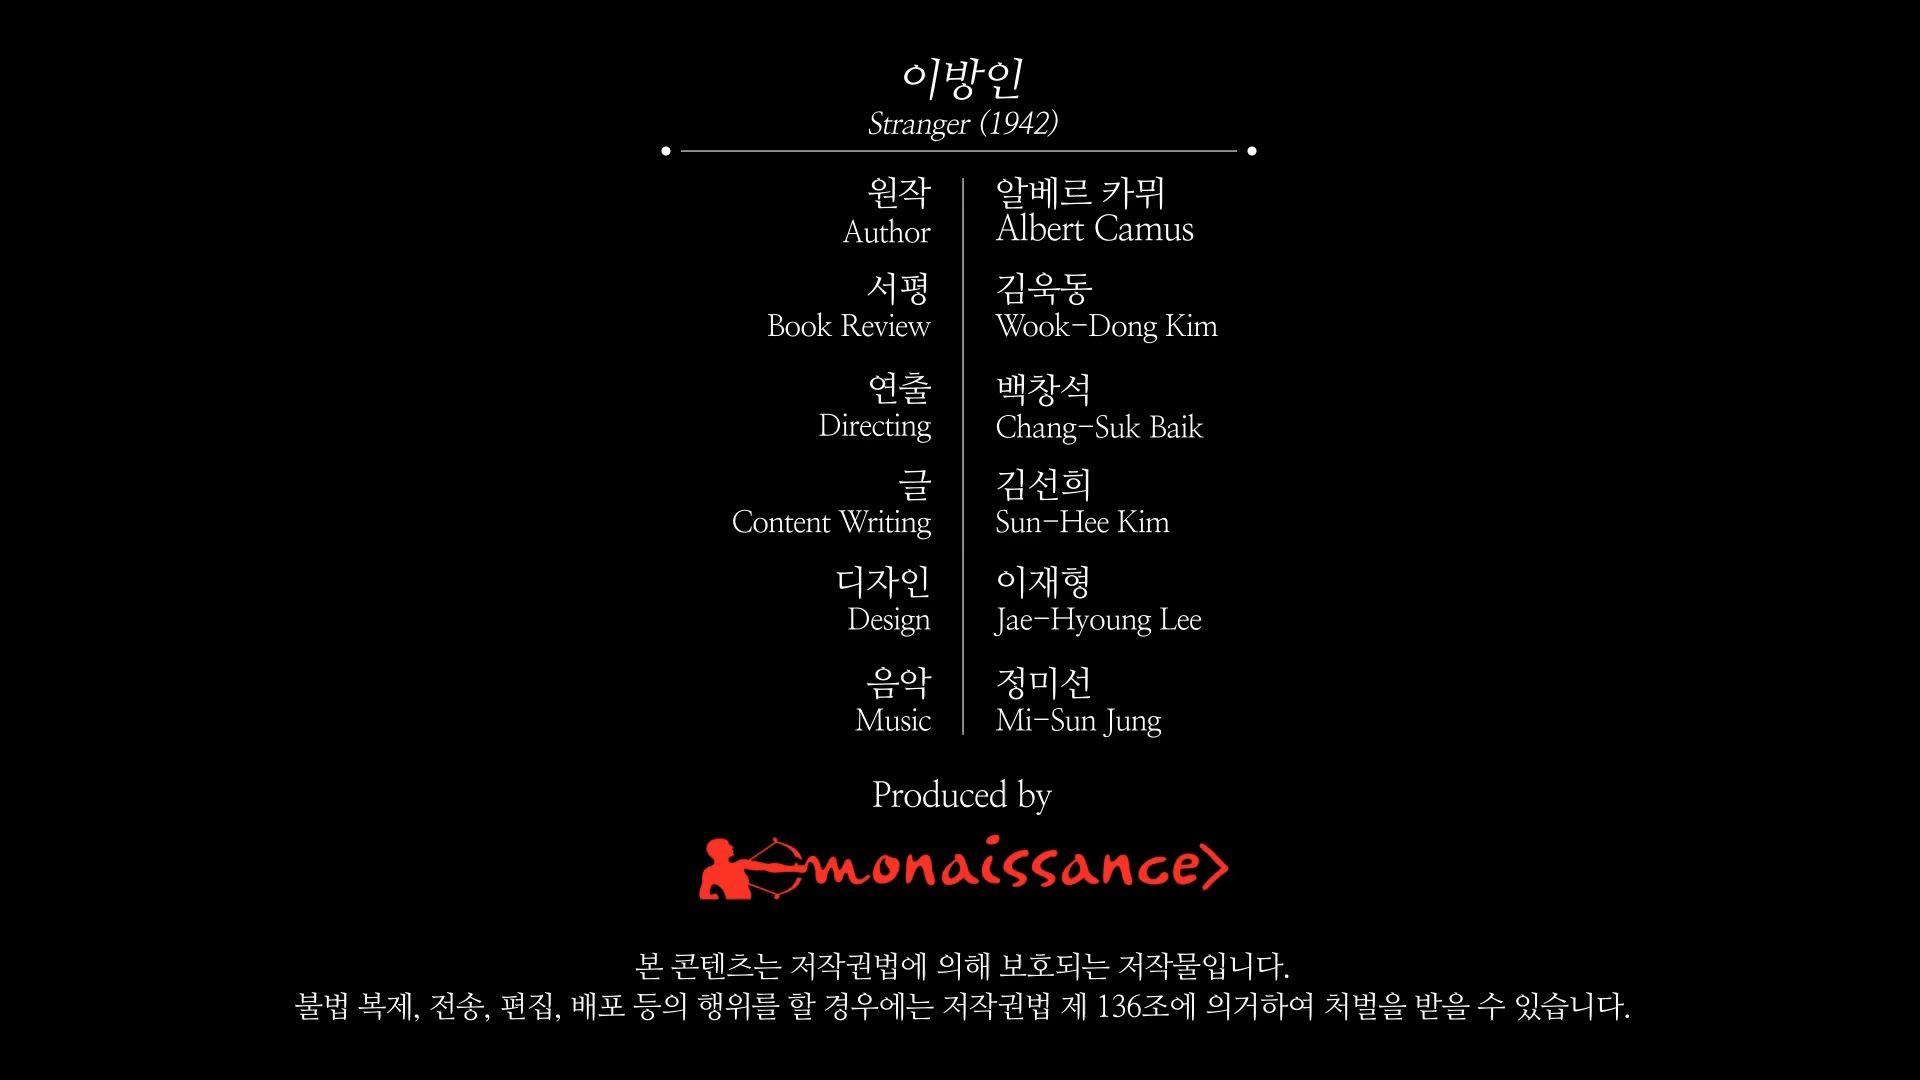 이방인
Stranger (1942)
원작 알베르 카뮈
Author Albert Camus
서평 김욱동
Book Review Wook-Dong Kim
연출 백창석
Directing Chang-Suk Baik
글 김선희
Content Writing Sun-Hee Kim
디자인 이재형
Design Jae-Hyoung Lee
음악 정미선
Music Mi-Sun Jung
Produced by
monaissance
본 콘텐츠는 저작권법에 의해 보호되는 저작물입니다.
불법 복제, 전송, 편집, 배포 등의 행위를 할 경우에는 저작권법 제 136조에 의거하여 처벌을 받을 수 있습니다.